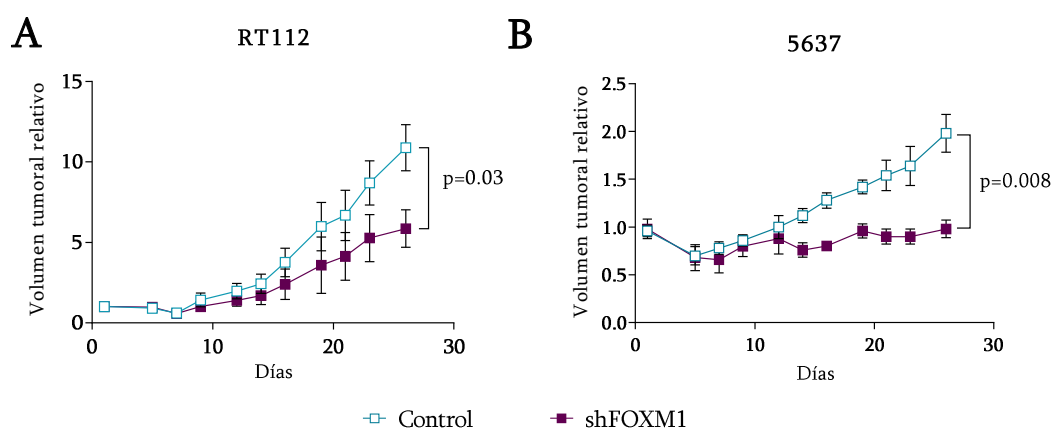 A
RT112
Volumen tumoral relativo
15
10
5
0
0
10
20
30
Días
p=0.03
B
5637
Volumen tumoral relativo
2.5
2.0
1.5
1.0
0.5
0.0
0
10
20
30
Días
p=0.008
Control
shFOXM1